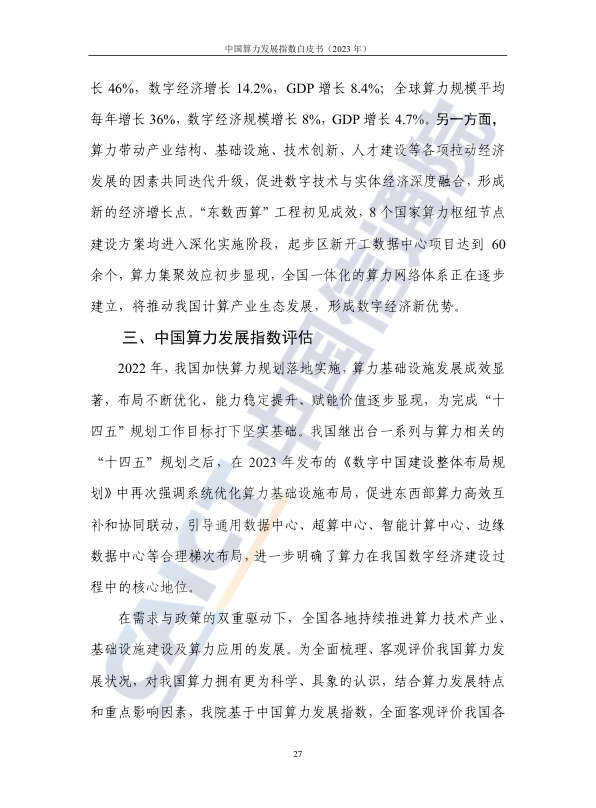 中国算力发展指数白皮书（2023 年）
长 46%，数字经济增长 14.2%，GDP 增长 8.4%；全球算力规模平均
每年增长 36%，数字经济规模增长 8%，GDP 增长 4.7%。另一方面，
算力带动产业结构、基础设施、技术创新、人才建设等各项拉动经济
发展的因素共同迭代升级，促进数字技术与实体经济深度融合，形成
新的经济增长点。“东数西算”工程初见成效，8 个国家算力枢纽节点
建设方案均进入深化实施阶段，起步区新开工数据中心项目达到 60
余个，算力集聚效应初步显现，全国一体化的算力网络体系正在逐步
建立，将推动我国计算产业生态发展，形成数字经济新优势。
三、中国算力发展指数评估
2022 年，我国加快算力规划落地实施，算力基础设施发展成效显
著，布局不断优化、能力稳定提升、赋能价值逐步显现，为完成“十
四五”规划工作目标打下坚实基础。我国继出台一系列与算力相关的
“十四五”规划之后，在 2023 年发布的《数字中国建设整体布局规
划》中再次强调系统优化算力基础设施布局，促进东西部算力高效互
补和协同联动，引导通用数据中心、超算中心、智能计算中心、边缘
数据中心等合理梯次布局，进一步明确了算力在我国数字经济建设过
程中的核心地位。
在需求与政策的双重驱动下，全国各地持续推进算力技术产业、
基础设施建设及算力应用的发展。为全面梳理、客观评价我国算力发
展状况，对我国算力拥有更为科学、具象的认识，结合算力发展特点
和重点影响因素，我院基于中国算力发展指数，全面客观评价我国各
27
CAICT 中国信通院